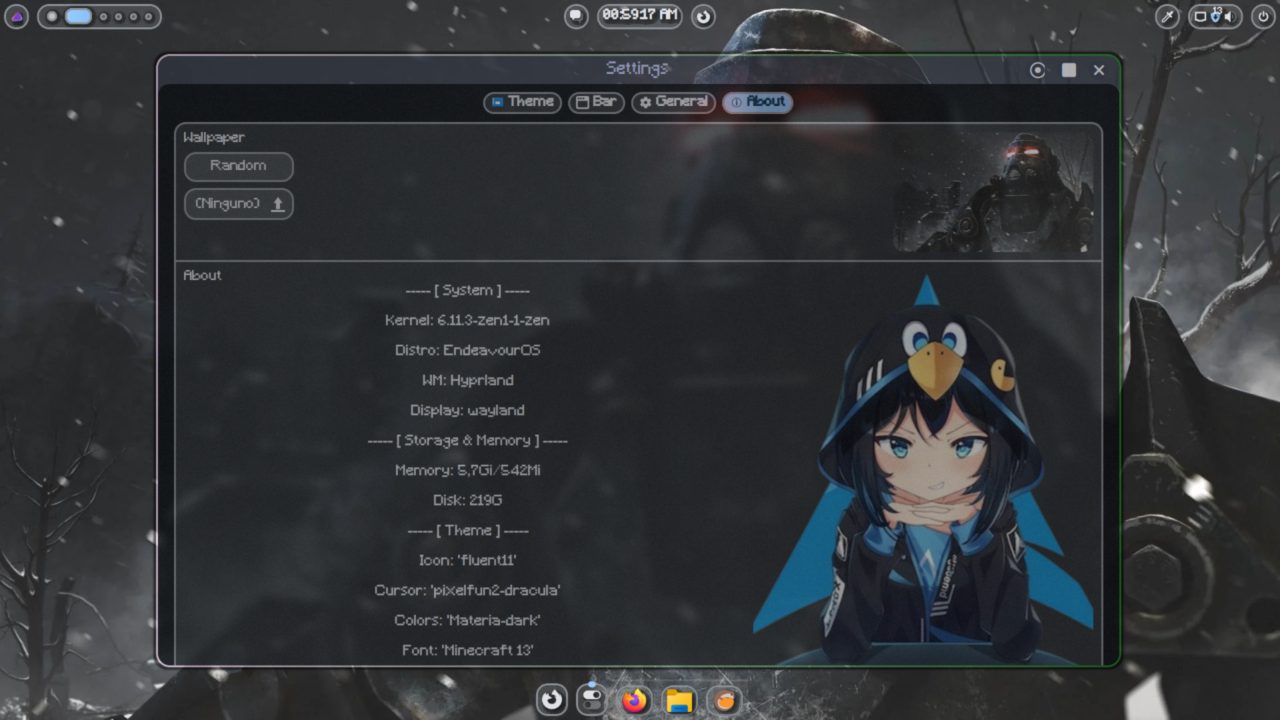 00:59:17 AM
13
Settings
Theme
Bar
General
About
Wallpaper
Random
(Ninguno)
About
----- [ System ] -----
Kernel: 6.11.3-zen1-1-zen
Distro: EndeavourOS
WM: Hyprland
Display: wayland
----- [ Storage & Memory ] -----
Memory: 5,7Gi/542Mi
Disk: 219G
----- [ Theme ] -----
Icon: 'fluent11'
Cursor: 'pixelfun2-dracula'
Colors: 'Materia-dark'
Font: 'Minecraft 13'